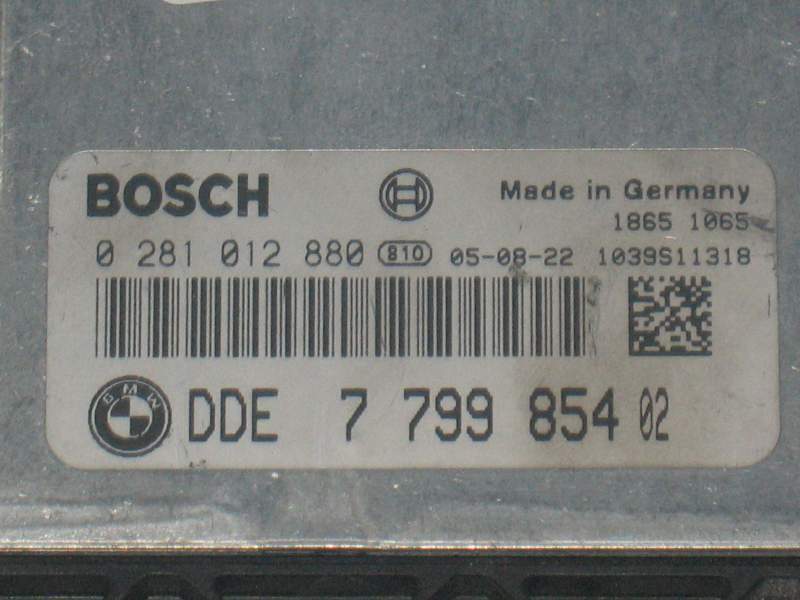 BOSCH Made in Germany
1865 1065
0 281 012 880 810 05-08-22 1039S11318
BMW DDE 7 799 854 02